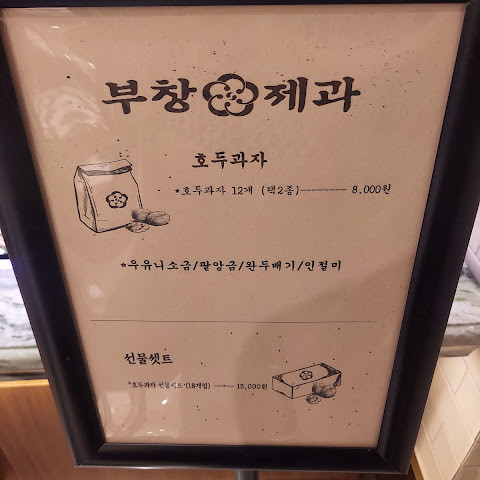 부창제과
호두과자
*호두과자 12개 (택2종)-------- 8,000원
*우유니소금/팥앙금/완두배기/인절미
선물셋트
*호두과자 선물세트 (18개입) ----- 15,000원